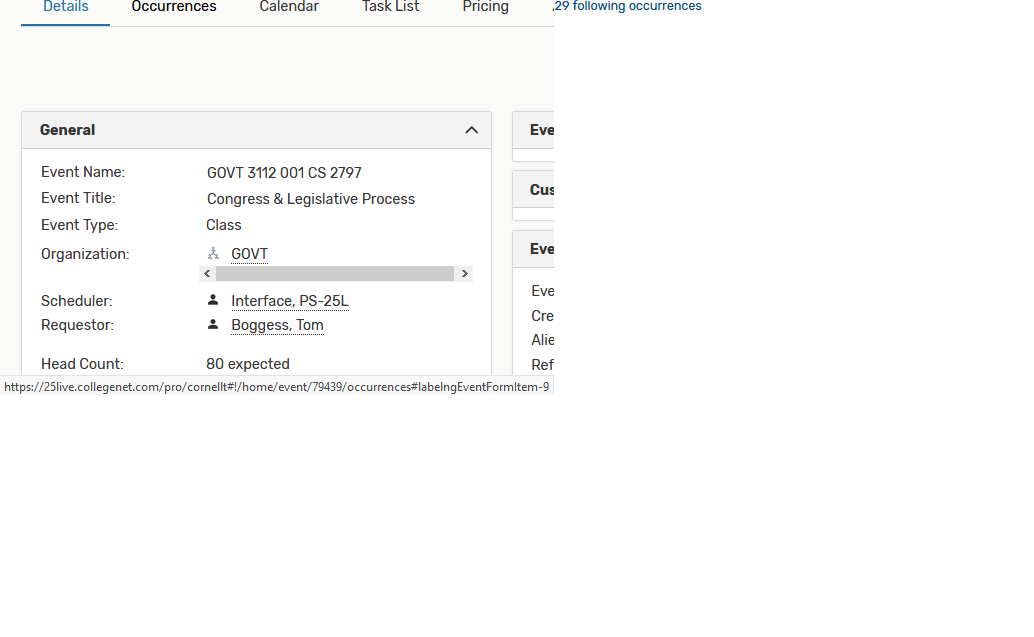 Details Occurrences Calendar Task List Pricing 29 following occurrences
General
Event Name: GOVT 3112 001 CS 2797
Event Title: Congress & Legislative Process
Event Type: Class
Organization: GOVT
Scheduler: Interface, PS-25L
Requestor: Boggess, Tom
Head Count: 80 expected
Eve
Cus
Eve
Eve
Cre
Alie
Ref
https://25live.collegenet.com/pro/cornellt#!/home/event/79439/occurrences#labelngEventFormItem-9